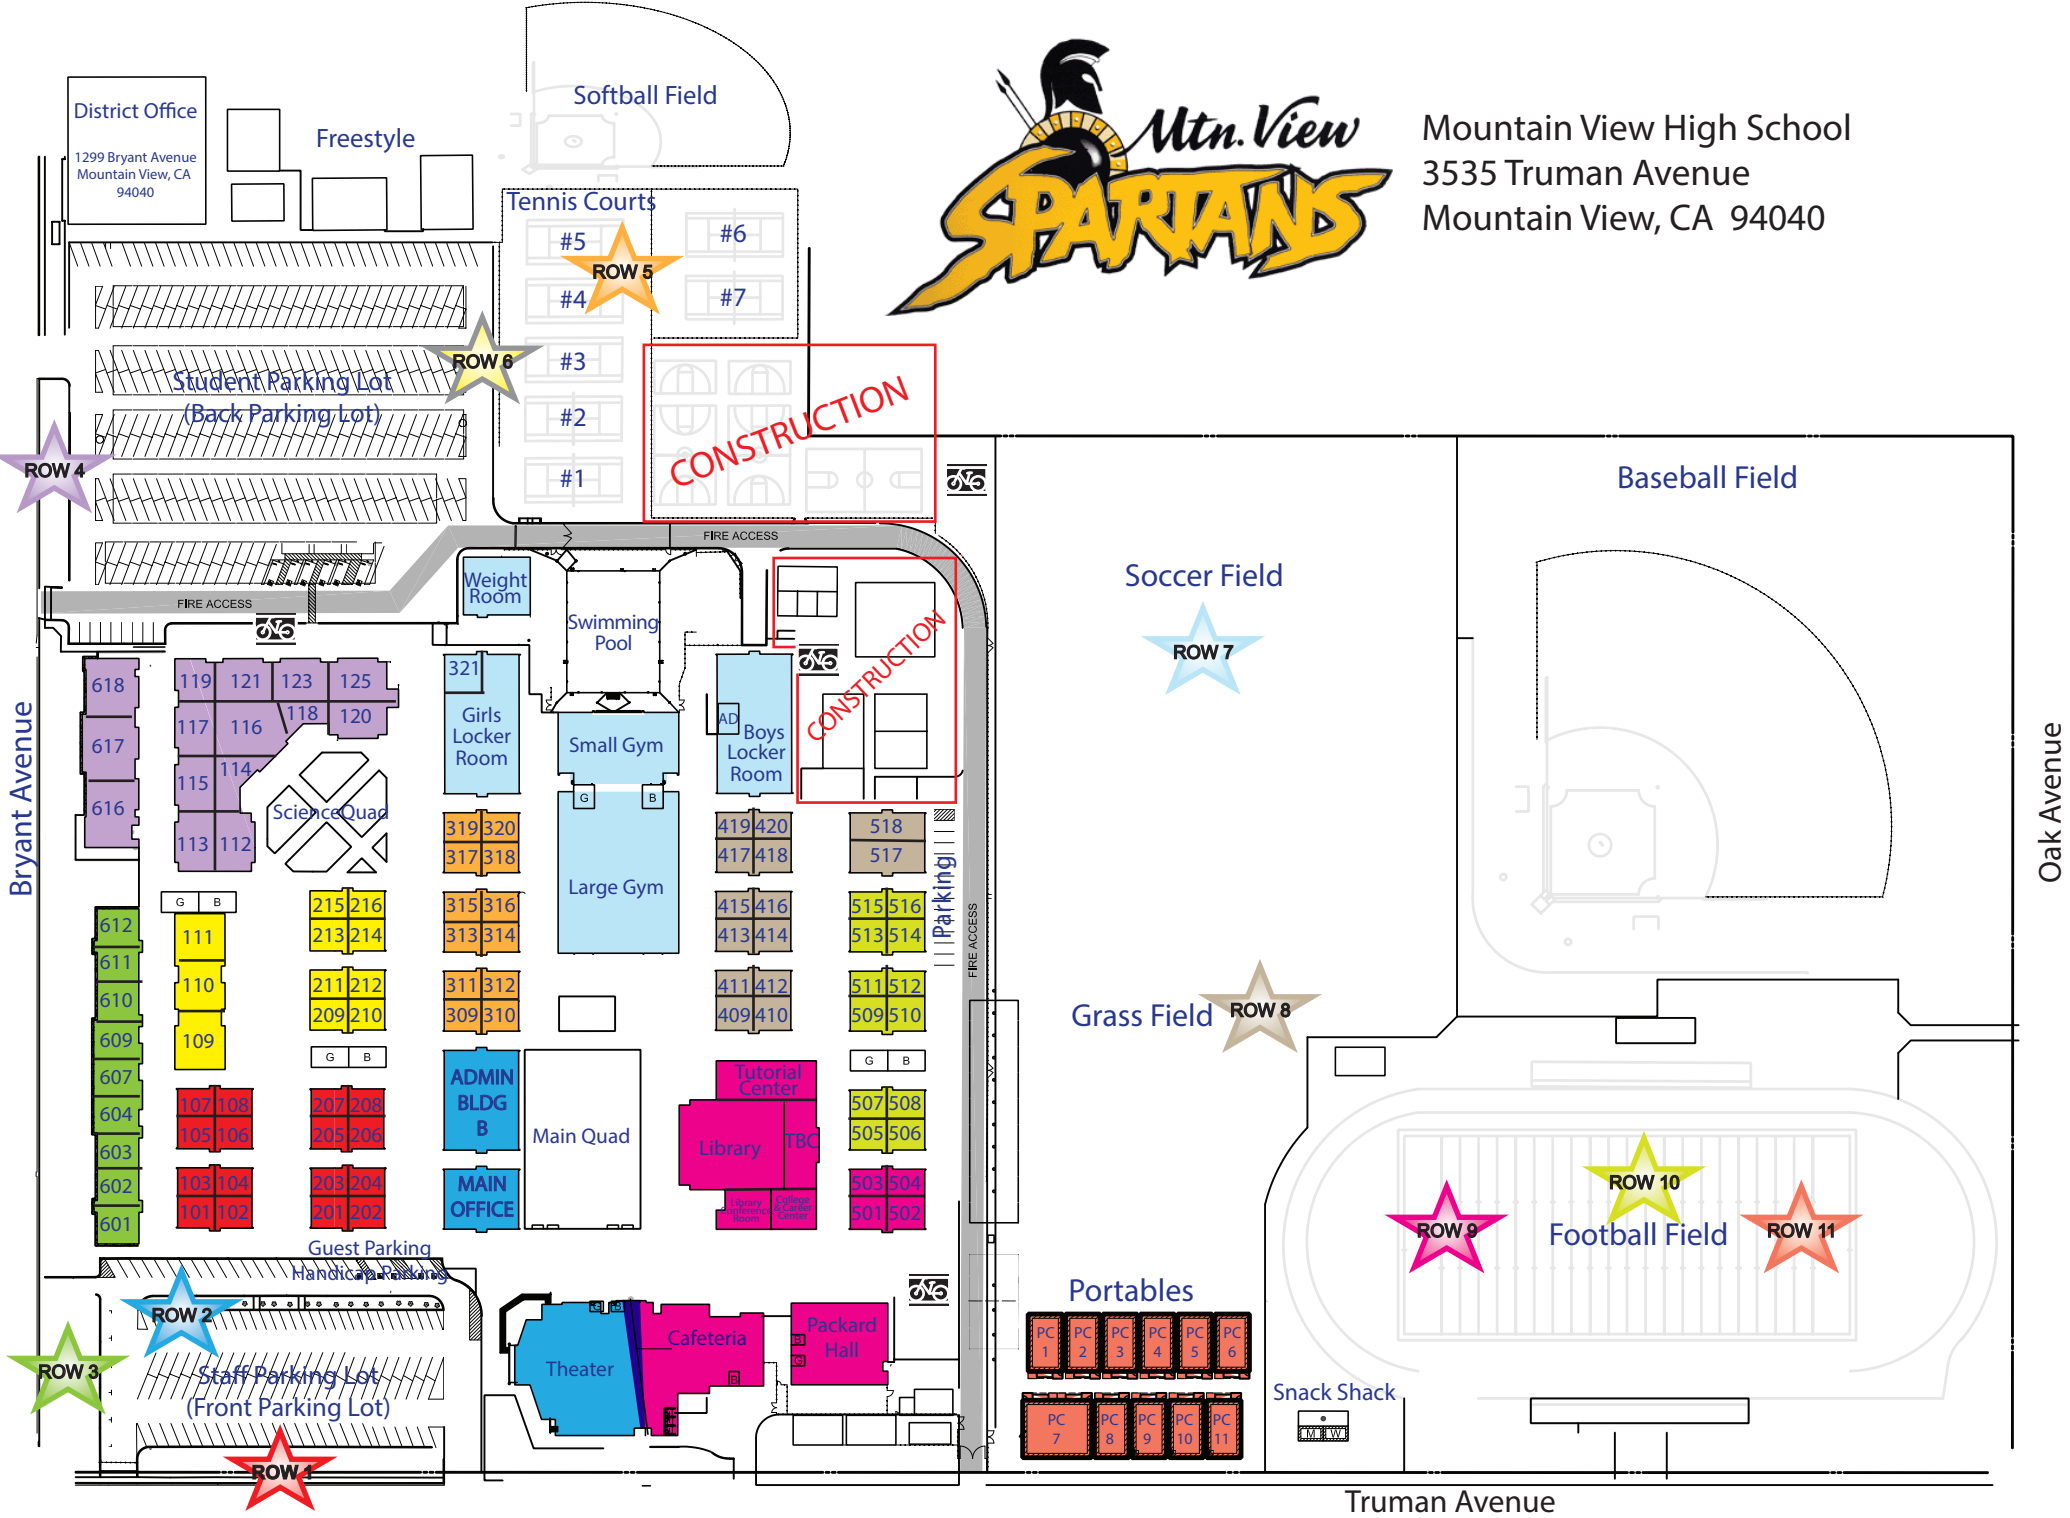 District Office
1299 Bryant Avenue
Mountain View, CA
94040
Freestyle
Softball Field
Mtn. View
SPARTANS
Mountain View High School
3535 Truman Avenue
Mountain View, CA 94040
Tennis Courts
#5
#6
ROW 5
#4
#7
ROW 6
#3
#2
#1
Student Parking Lot
(Back Parking Lot)
ROW 4
CONSTRUCTION
Baseball Field
FIRE ACCESS
FIRE ACCESS
Weight
Room
Swimming
Pool
CONSTRUCTION
Soccer Field
ROW 7
Bryant Avenue
Oak Avenue
618
617
616
119 121 123 125
117 116 118 120
115 114
113 112
ScienceQuad
321
Girls
Locker
Room
Small Gym
G B
Large Gym
AD
Boys
Locker
Room
319 320
317 318
315 316
313 314
311 312
309 310
419 420
417 418
415 416
413 414
411 412
409 410
518
517
515 516
513 514
511 512
509 510
G B
507 508
505 506
503 504
501 502
Parking
FIRE ACCESS
Grass Field
ROW 8
G B
111
110
109
215 216
213 214
211 212
209 210
G B
612
611
610
609
607
604
603
602
601
107 108
105 106
103 104
101 102
207 208
205 206
203 204
201 202
ADMIN
BLDG
B
MAIN
OFFICE
Main Quad
Tutorial
Center
Library
TBC
Library
Conference
Room
College
& Career
Center
Guest Parking
Handicap Parking
ROW 2
ROW 3
Staff Parking Lot
(Front Parking Lot)
ROW 1
G B
Theater
Cafeteria
B
Packard
Hall
B
G
Portables
PC
1
PC
2
PC
3
PC
4
PC
5
PC
6
PC
7
PC
8
PC
9
PC
10
PC
11
Snack Shack
M W
ROW 9
ROW 10
ROW 11
Football Field
Truman Avenue